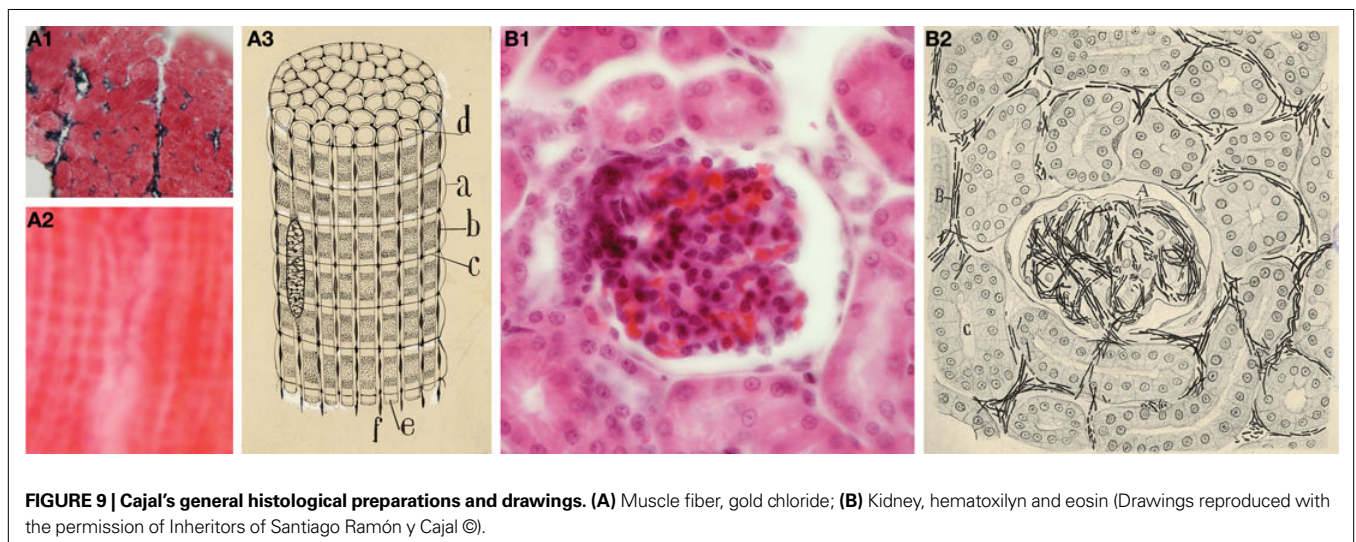 A1
A3
B1
B2
d
a
A2
b
c
f e
A
B
C
FIGURE 9 | Cajal’s general histological preparations and drawings. (A) Muscle fiber, gold chloride; (B) Kidney, hematoxilyn and eosin (Drawings reproduced with
the permission of Inheritors of Santiago Ramón y Cajal ©).